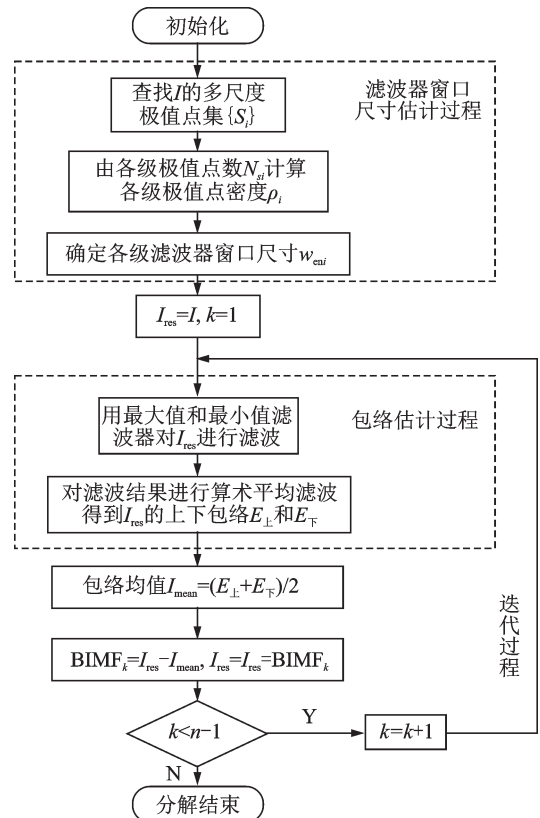 初始化
查找I的多尺度
极值点集{Sᵢ}
滤波器窗口
尺寸估计过程
由各级极值点数Nsi计算
各级极值点密度ρi
确定各级滤波器窗口尺寸weni
Ires=I, k=1
用最大值和最小值滤
波器对Ires进行滤波
包络估计过程
对滤波结果进行算术平均滤波
得到Ires的上下包络E上和E下
包络均值Imean=(E上+E下)/2
BIMFk=Ires−Imean, Ires=Ires=BIMFk
迭代过程
k<n−1
Y
k=k+1
N
分解结束